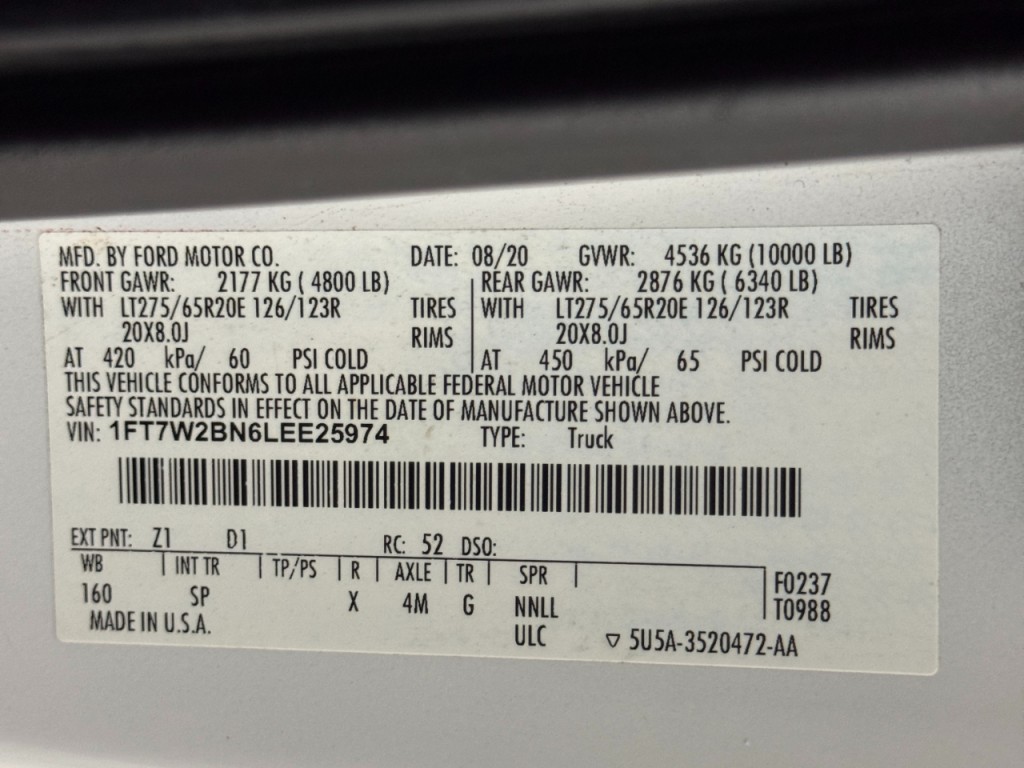 MFD. BY FORD MOTOR CO. DATE: 08/20 GVWR: 4536 KG (10000 LB)
FRONT GAWR: 2177 KG ( 4800 LB) REAR GAWR: 2876 KG ( 6340 LB)
WITH LT275/65R20E 126/123R TIRES WITH LT275/65R20E 126/123R TIRES
20X8.0J RIMS 20X8.0J RIMS
AT 420 kPa/ 60 PSI COLD AT 450 kPa/ 65 PSI COLD
THIS VEHICLE CONFORMS TO ALL APPLICABLE FEDERAL MOTOR VEHICLE
SAFETY STANDARDS IN EFFECT ON THE DATE OF MANUFACTURE SHOWN ABOVE.
VIN: 1FT7W2BN6LEE25974 TYPE: Truck
EXT PNT: Z1 D1 RC: 52 DSO:
WB INT TR TP/PS R AXLE TR SPR F0237
160 SP X 4M G NNLL T0988
MADE IN U.S.A. ULC ▽ 5U5A-3520472-AA